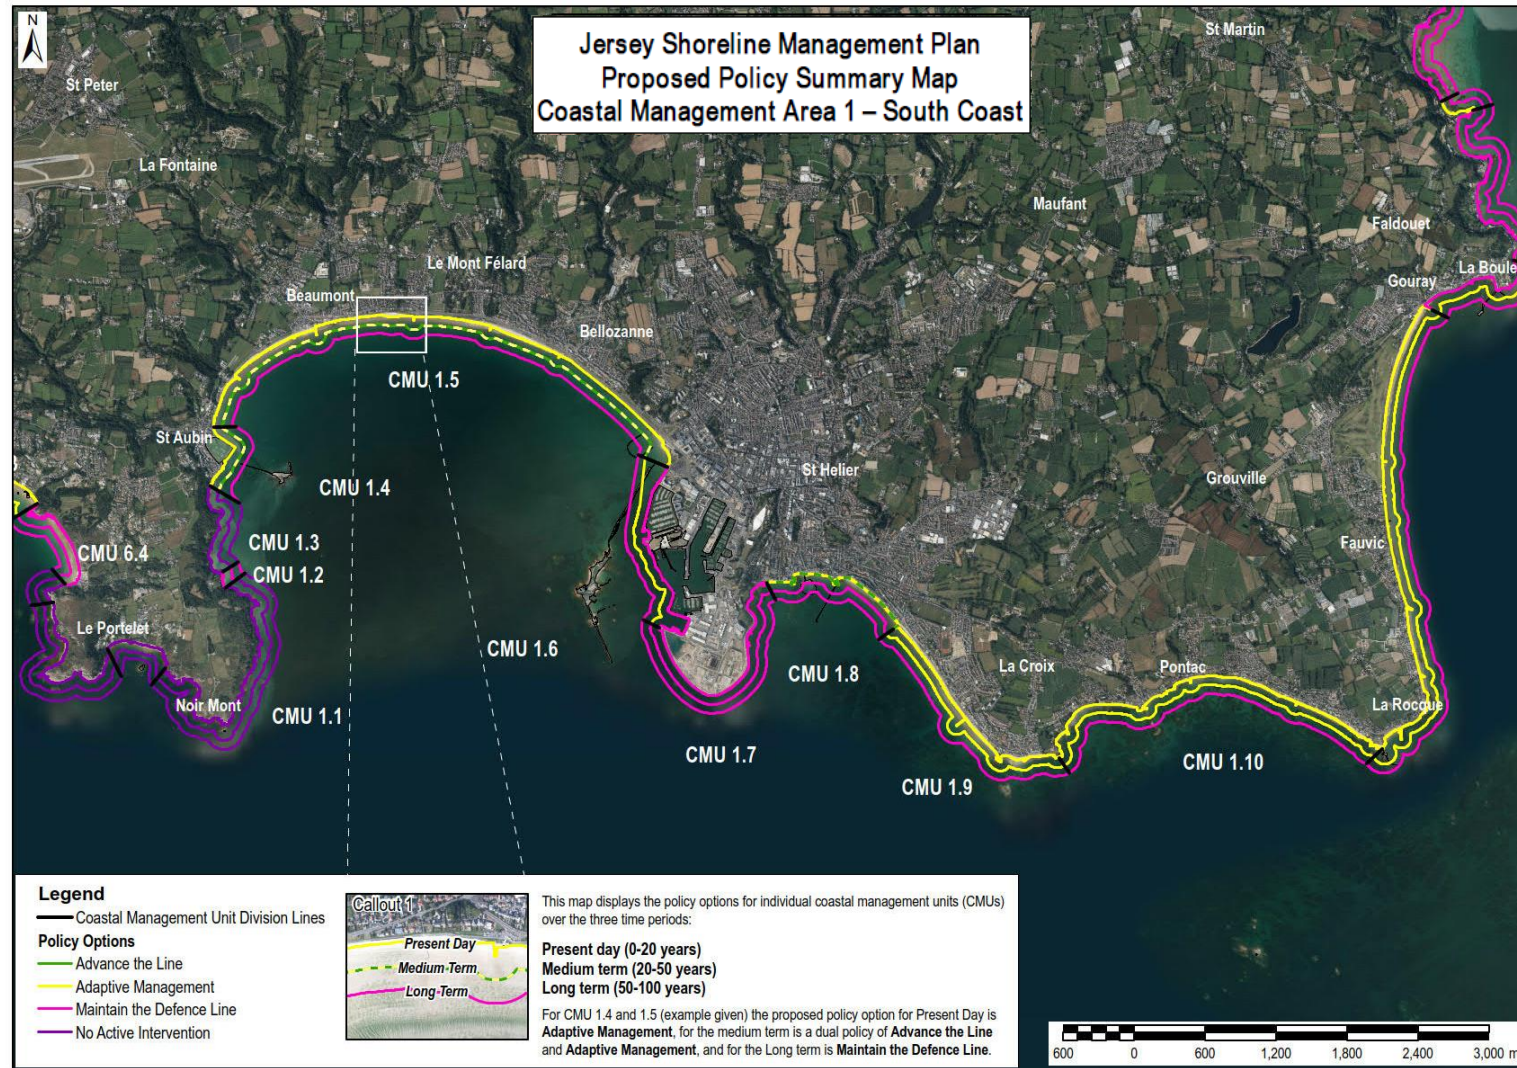 N
Jersey Shoreline Management Plan
Proposed Policy Summary Map
Coastal Management Area 1 – South Coast
St Martin
St Peter
La Fontaine
Maufant
Faldouet
Le Mont Félard
La Boule
Gouray
Beaumont
Bellozanne
CMU 1.5
St Aubin
St Helier
Grouville
CMU 1.4
Fauvic
CMU 1.3
CMU 6.4
CMU 1.2
Le Portelet
CMU 1.6
La Croix
Pontac
CMU 1.8
Noir Mont
La Rocque
CMU 1.1
CMU 1.7
CMU 1.10
CMU 1.9
Legend
Coastal Management Unit Division Lines
Policy Options
Advance the Line
Adaptive Management
Maintain the Defence Line
No Active Intervention
Callout 1
Present Day
Medium Term
Long Term
This map displays the policy options for individual coastal management units (CMUs)
over the three time periods:
Present day (0-20 years)
Medium term (20-50 years)
Long term (50-100 years)
For CMU 1.4 and 1.5 (example given) the proposed policy option for Present Day is
Adaptive Management, for the medium term is a dual policy of Advance the Line
and Adaptive Management, and for the Long term is Maintain the Defence Line.
600 0 600 1,200 1,800 2,400 3,000 m